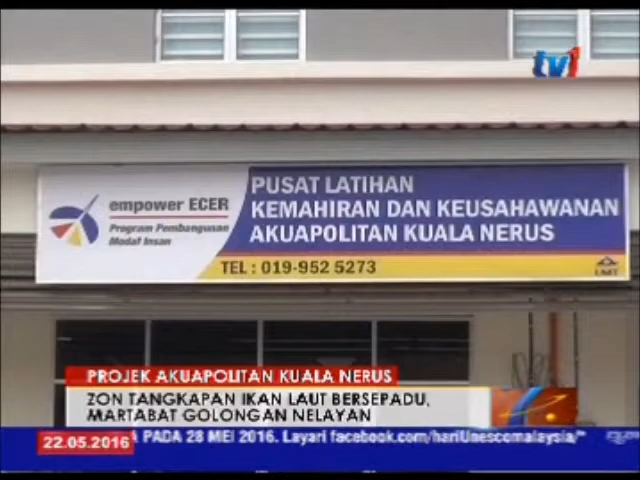 tv1
empower ECER
Program Pembangunan
Modal Insan
PUSAT LATIHAN
KEMAHIRAN DAN KEUSAHAWANAN
AKUAPOLITAN KUALA NERUS
TEL : 019-952 5273
PROJEK AKUAPOLITAN KUALA NERUS
ZON TANGKAPAN IKAN LAUT BERSEPADU,
MARTABAT GOLONGAN NELAYAN
22.05.2016 A PADA 28 MEI 2016. Layari facebook.com/hariUnescomalaysia/*